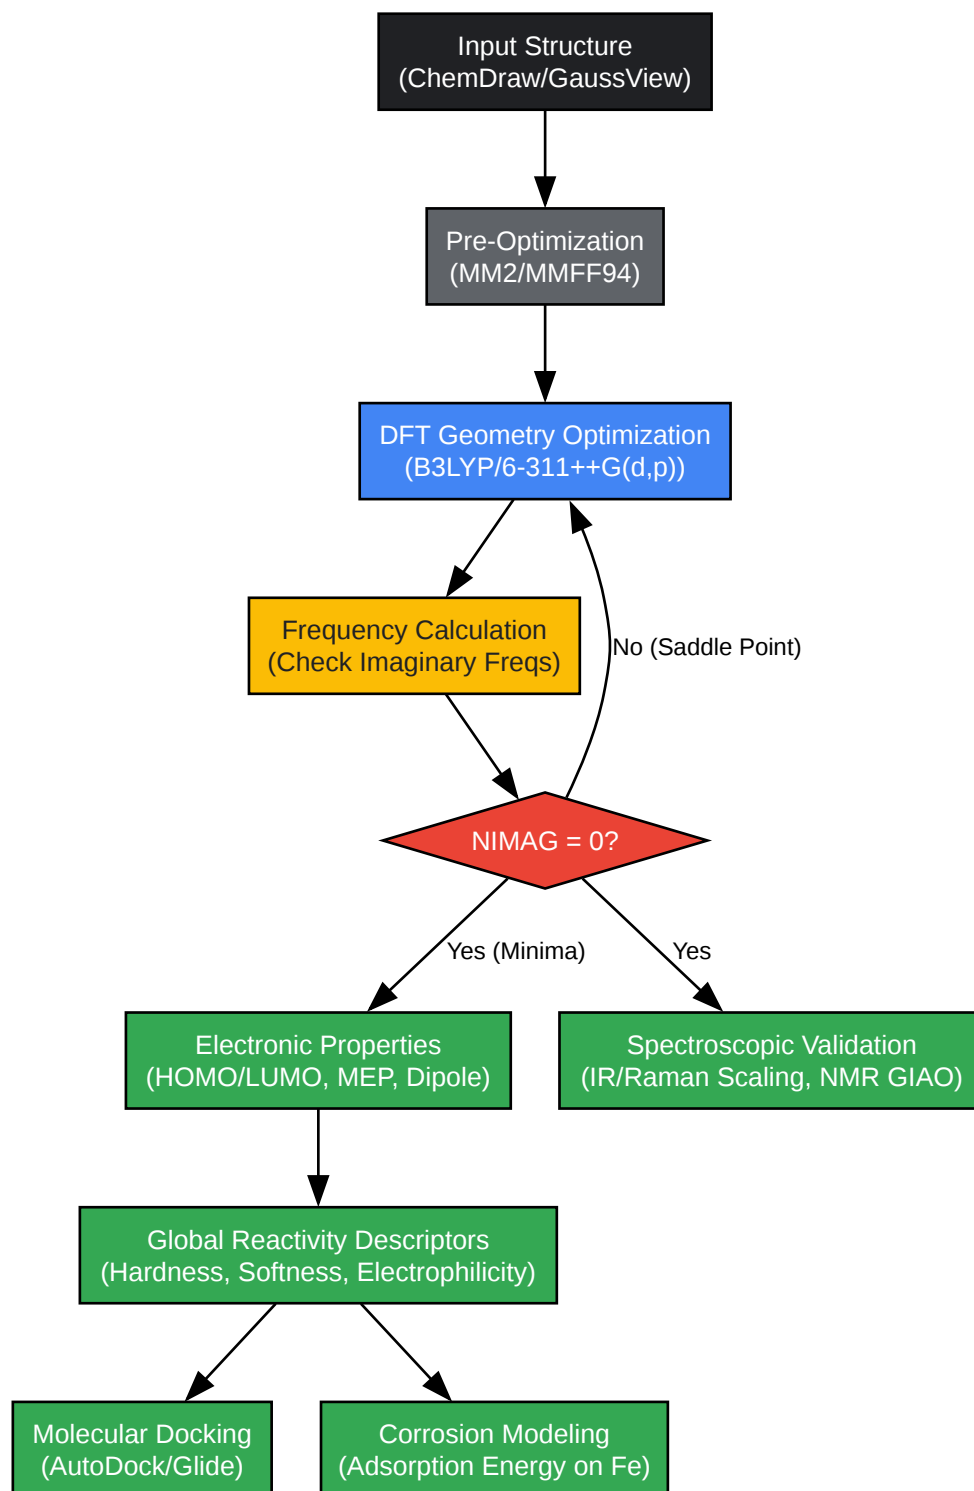 Input Structure
(ChemDraw/GaussView)
Pre-Optimization
(MM2/MMFF94)
DFT Geometry Optimization
(B3LYP/6-311++G(d,p))
Frequency Calculation
(Check Imaginary Freqs)
No (Saddle Point)
NIMAG = 0?
Yes (Minima)
Yes
Electronic Properties
(HOMO/LUMO, MEP, Dipole)
Spectroscopic Validation
(IR/Raman Scaling, NMR GIAO)
Global Reactivity Descriptors
(Hardness, Softness, Electrophilicity)
Molecular Docking
(AutoDock/Glide)
Corrosion Modeling
(Adsorption Energy on Fe)